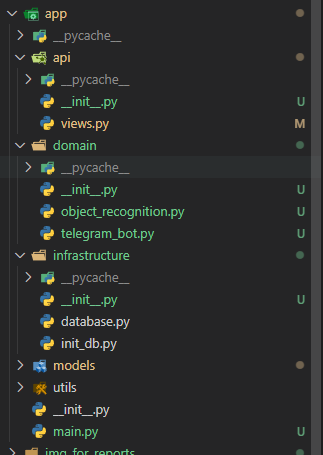 app
__pycache__
api
__pycache__
__init__.py U
views.py M
domain
__pycache__
__init__.py U
object_recognition.py U
telegram_bot.py U
infrastructure
__pycache__
__init__.py U
database.py
init_db.py
models
utils
__init__.py
main.py U
img_for_reports